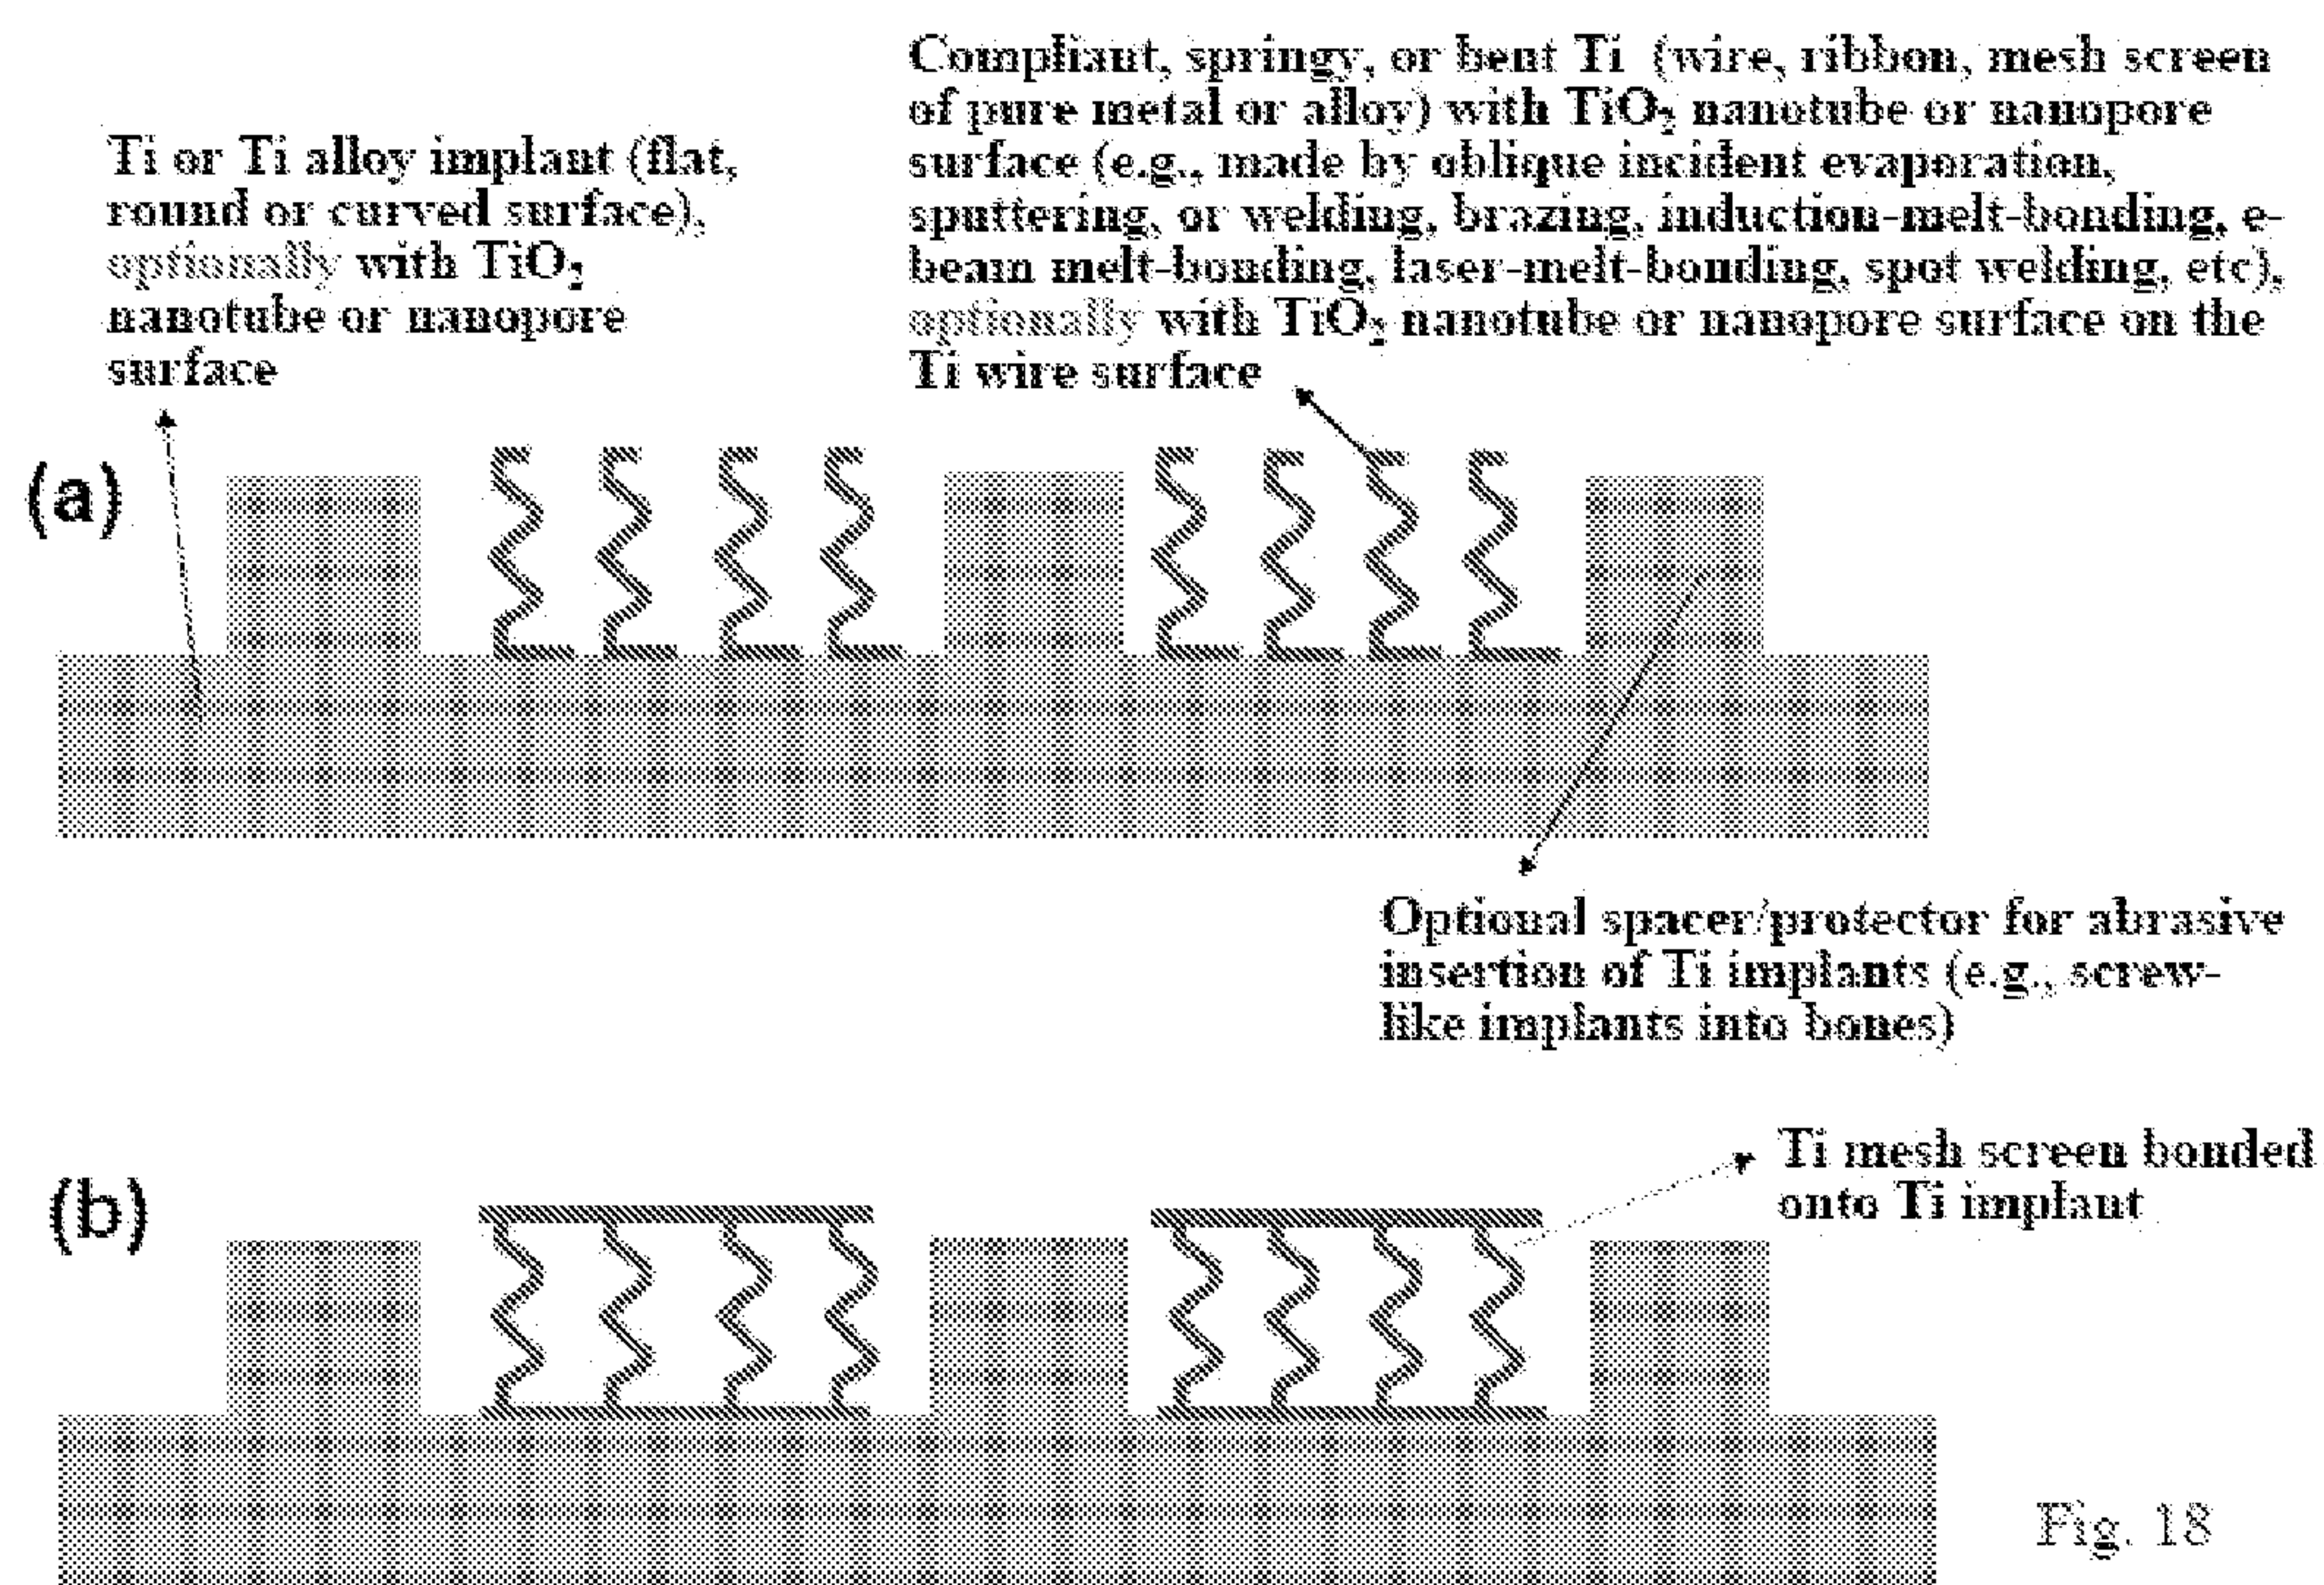 Compliant, springy, or bent Ti (wire, ribbon, mesh screen
of pure metal or alloy) with TiO₂ nanotube or nanopore
surface (e.g., made by oblique incident evaporation,
sputtering, or welding, brazing, induction-melt-bonding, e-
beam melt-bonding, laser-melt-bonding, spot welding, etc),
optionally with TiO₂ nanotube or nanopore surface on the
Ti wire surface
Ti or Ti alloy implant (flat,
round or curved surface),
optionally with TiO₂
nanotube or nanopore
surface
(a)
Optional spacer/protector for abrasive
insertion of Ti implants (e.g., screw-
like implants into bones)
(b)
Ti mesh screen bonded
onto Ti implant
Fig. 18